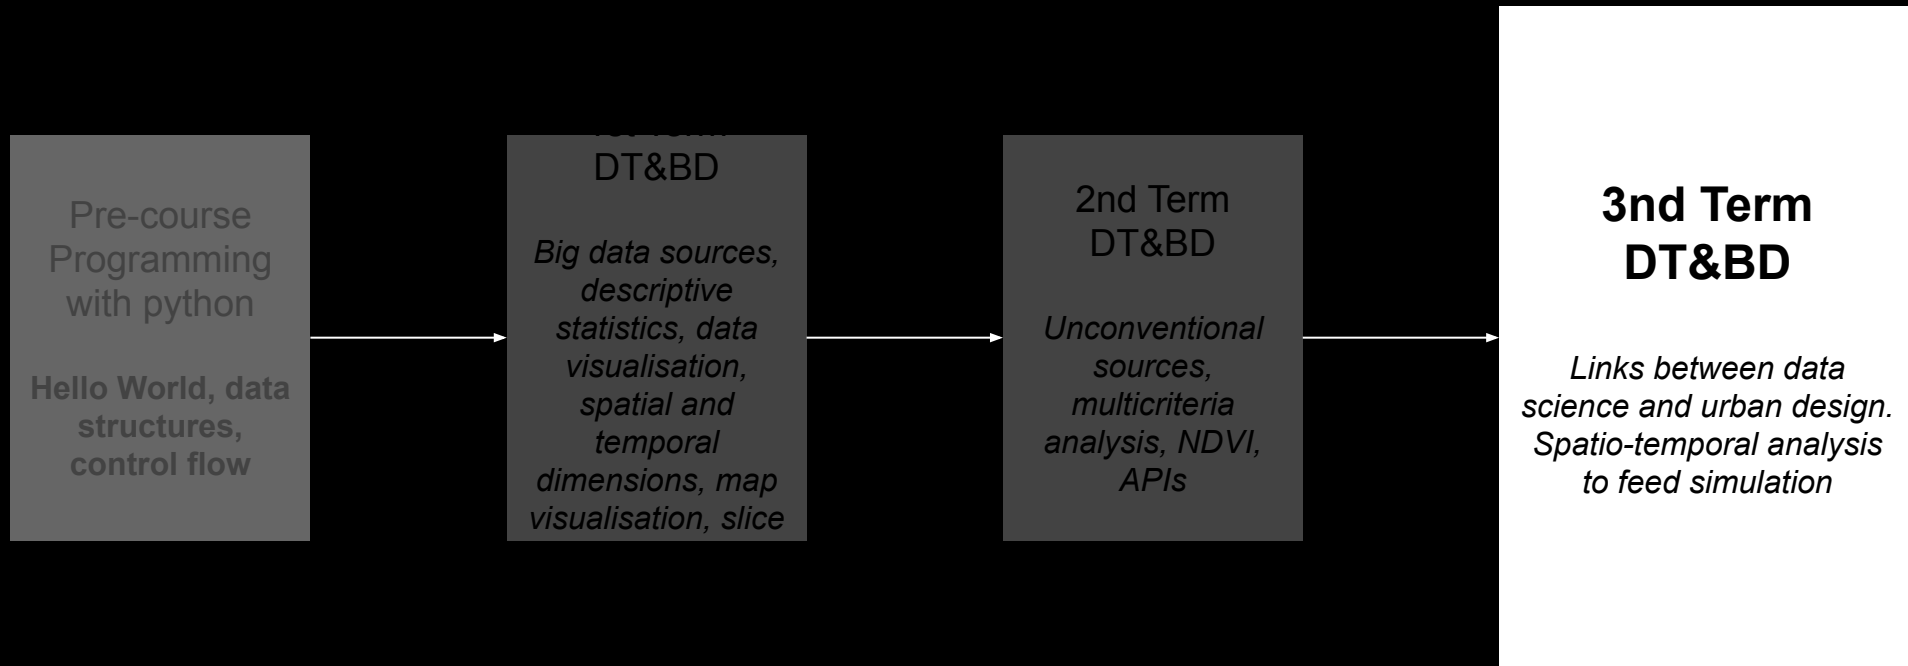 Pre-course
Programming
with python
Hello World, data
structures,
control flow
DT&BD
Big data sources,
descriptive
statistics, data
visualisation,
spatial and
temporal
dimensions, map
visualisation, slice
2nd Term
DT&BD
Unconventional
sources,
multicriteria
analysis, NDVI,
APIs
3nd Term
DT&BD
Links between data
science and urban design.
Spatio-temporal analysis
to feed simulation